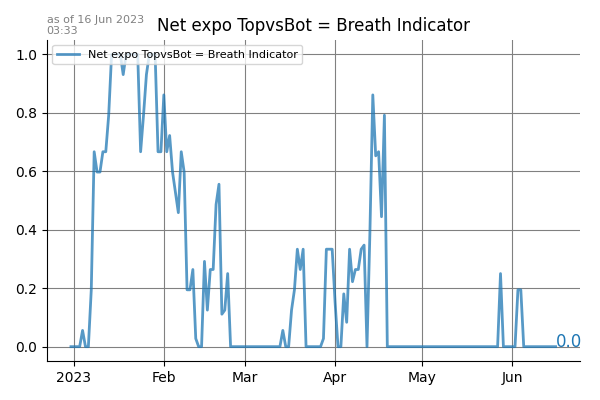 as of 16 Jun 2023
03:33
Net expo TopvsBot = Breath Indicator
Net expo TopvsBot = Breath Indicator
1.0
0.8
0.6
0.4
0.2
0.0
0.0
2023 Feb Mar Apr May Jun